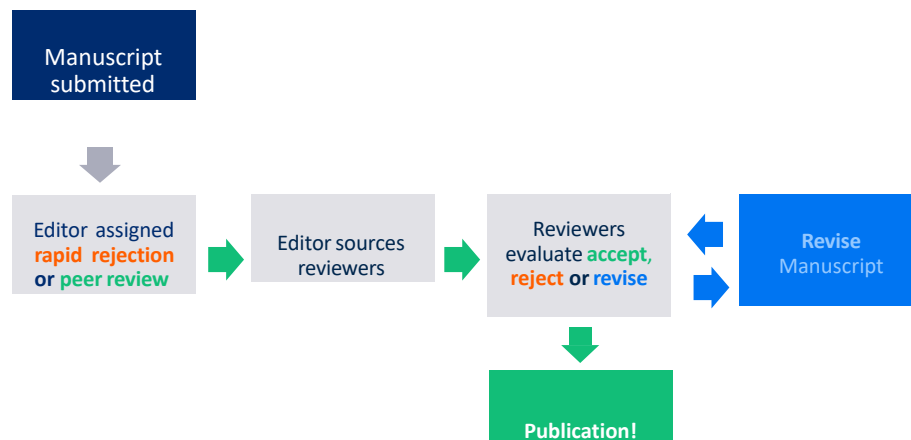 Manuscript
submitted
Editor assigned
rapid rejection
or peer review
Editor sources
reviewers
Reviewers
evaluate accept,
reject or revise
Revise
Manuscript
Publication!